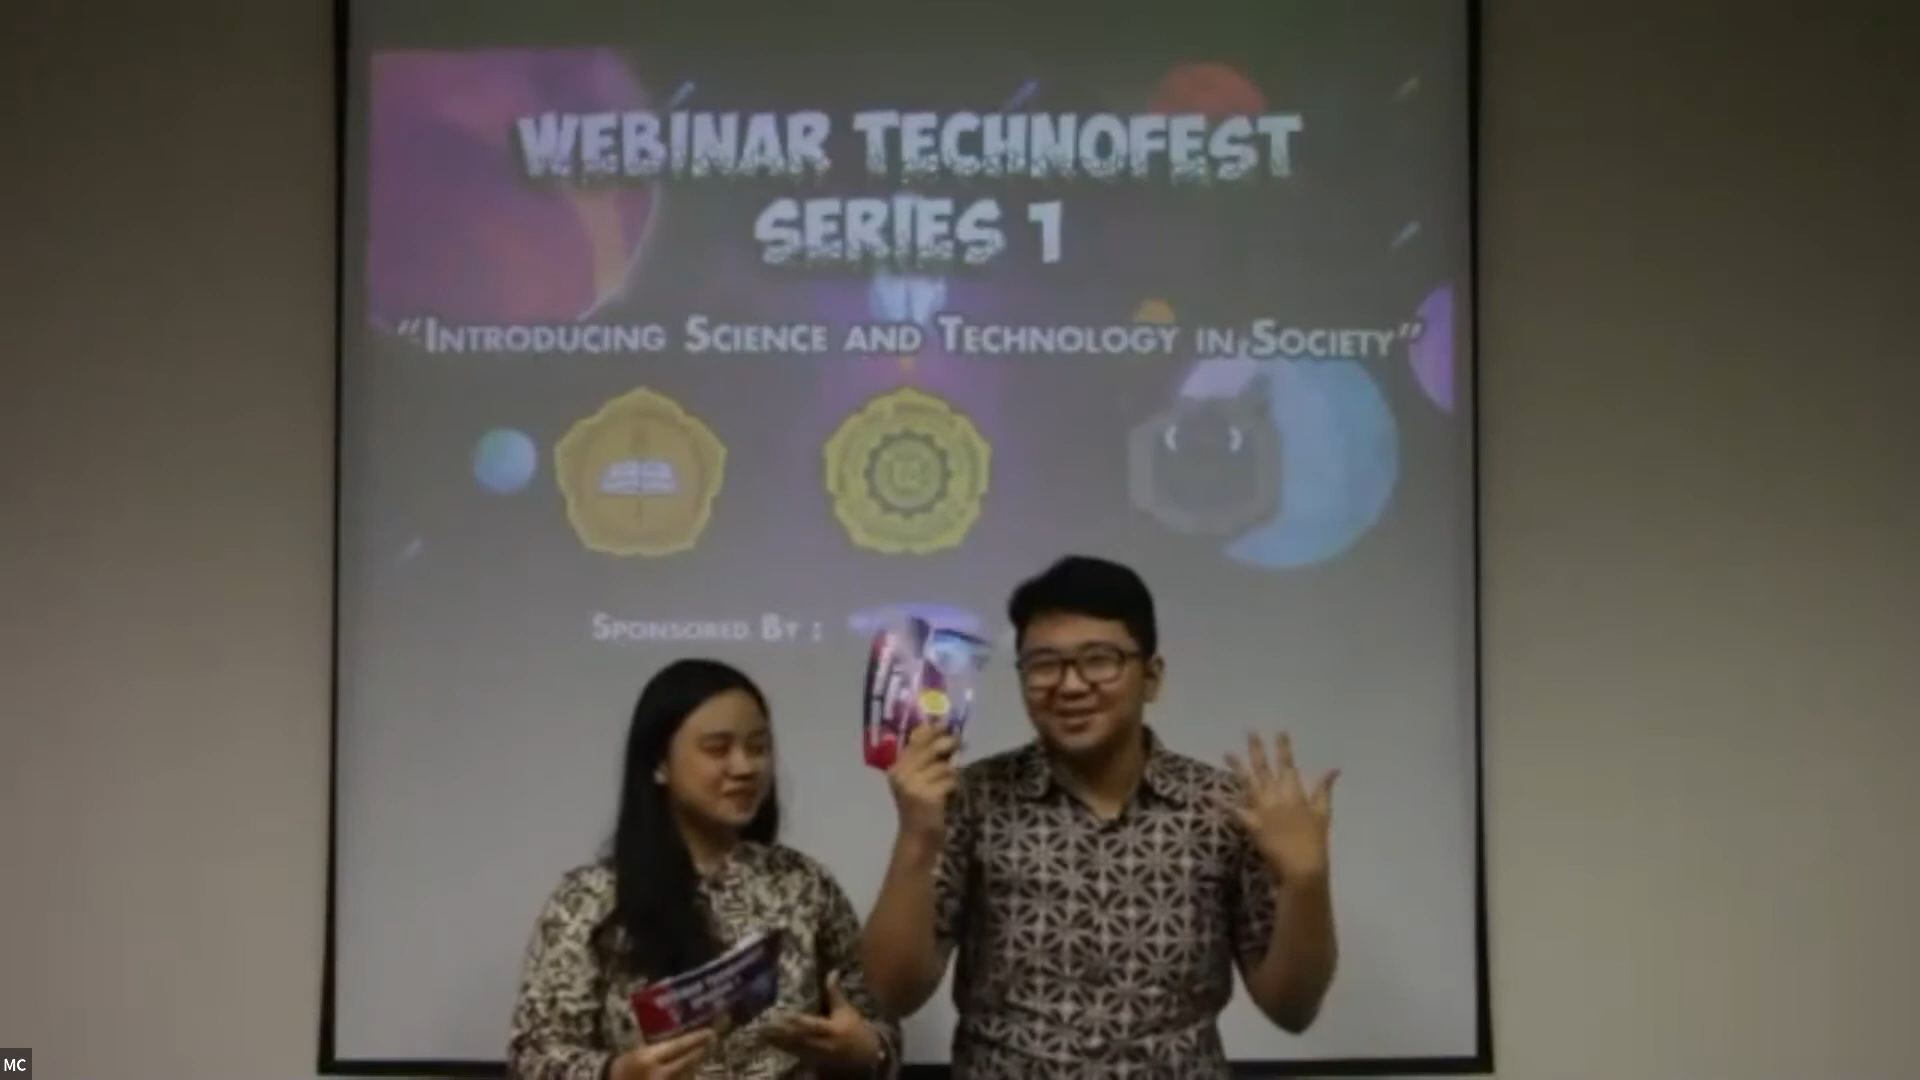 WEBINAR TECHNOFEST
SERIES 1
"INTRODUCING SCIENCE AND TECHNOLOGY IN SOCIETY"
SPONSORED BY :
MC